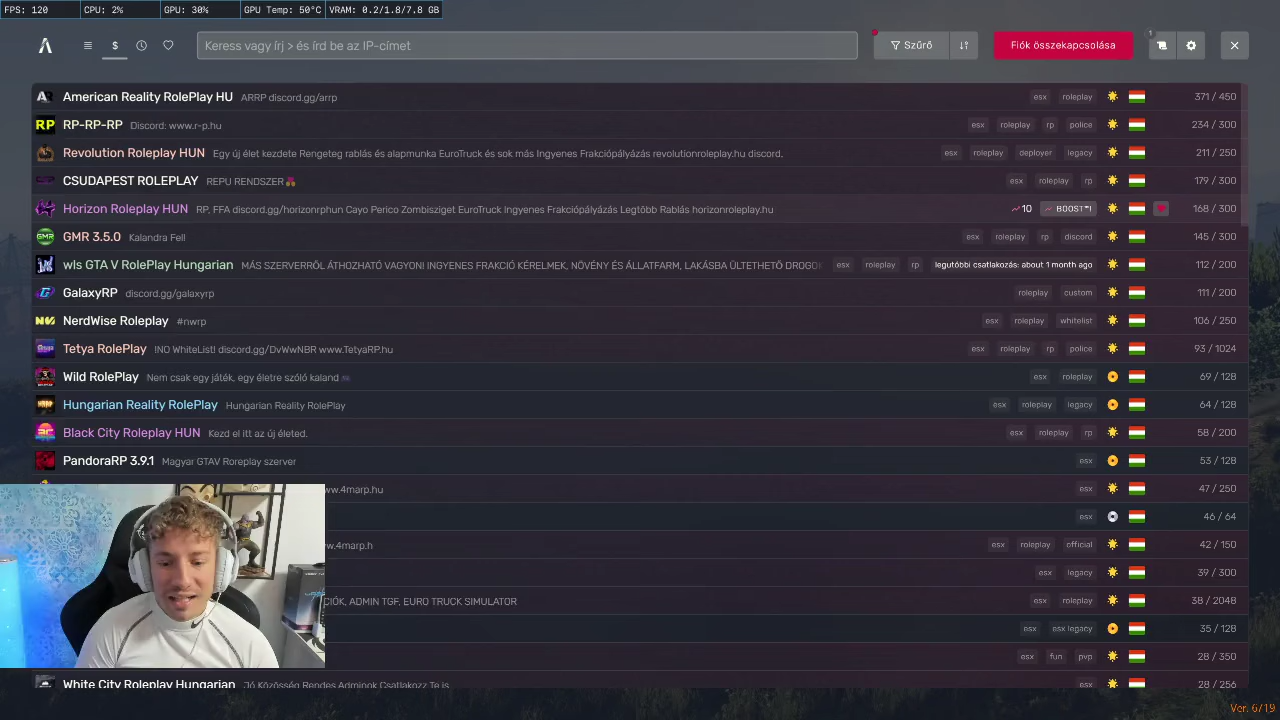 FPS: 120 CPU: 2% GPU: 30% GPU Temp: 50°C VRAM: 0.2/1.8/7.8 GB
$ Keress vagy írj > és írd be az IP-címet Szűrő Fiók összekapcsolása 1
American Reality RolePlay HU ARRP discord.gg/arrp esx roleplay 371 / 450
RP RP-RP-RP Discord: www.r-p.hu esx roleplay rp police 234 / 300
Revolution Roleplay HUN Egy új élet kezdete Rengeteg rablás és alapmunka EuroTruck és sok más Ingyenes Frakciópályázás revolutionroleplay.hu discord. esx roleplay deployer legacy 211 / 250
CSUDAPEST ROLEPLAY REPU RENDSZER esx roleplay rp 179 / 300
Horizon Roleplay HUN RP, FFA discord.gg/horizonrphun Cayo Perico Zombisziget EuroTruck Ingyenes Frakciópályázás Legtöbb Rablás horizonroleplay.hu 10 BOOST™! 168 / 300
GMR GMR 3.5.0 Kalandra Fel! esx roleplay rp discord 145 / 300
wls GTA V RolePlay Hungarian MÁS SZERVERRŐL ÁTHOZHATÓ VAGYON! INGYENES FRAKCIÓ KÉRELMEK, NÖVÉNY ÉS ÁLLATFARM, LAKÁSBA ÜLTETHETŐ DROGO esx roleplay rp legutóbbi csatlakozás: about 1 month ago 112 / 200
GalaxyRP discord.gg/galaxyrp roleplay custom 111 / 200
NerdWise Roleplay #nwrp esx roleplay whitelist 106 / 250
Tetya RolePlay !NO WhiteList! discord.gg/DvWwNBR www.TetyaRP.hu esx roleplay rp police 93 / 1024
Wild RolePlay Nem csak egy játék, egy életre szóló kaland esx roleplay 69 / 128
Hungarian Reality RolePlay Hungarian Reality RolePlay esx roleplay legacy 64 / 128
Black City Roleplay HUN Kezd el itt az új életed. esx roleplay rp 58 / 200
PandoraRP 3.9.1 Magyar GTAV Roreplay szerver esx 53 / 128
ww.4marp.hu esx 47 / 250
esx 46 / 64
w.4marp.h esx roleplay official 42 / 150
esx legacy 39 / 300
CIÓK, ADMIN TGF, EURO TRUCK SIMULATOR esx roleplay 38 / 2048
esx esx legacy 35 / 128
esx fun pvp 28 / 350
White City Roleplay Hungarian Jó Közösség Rendes Adminok Csatlakozz te is 28 / 256
Ver. 6/19